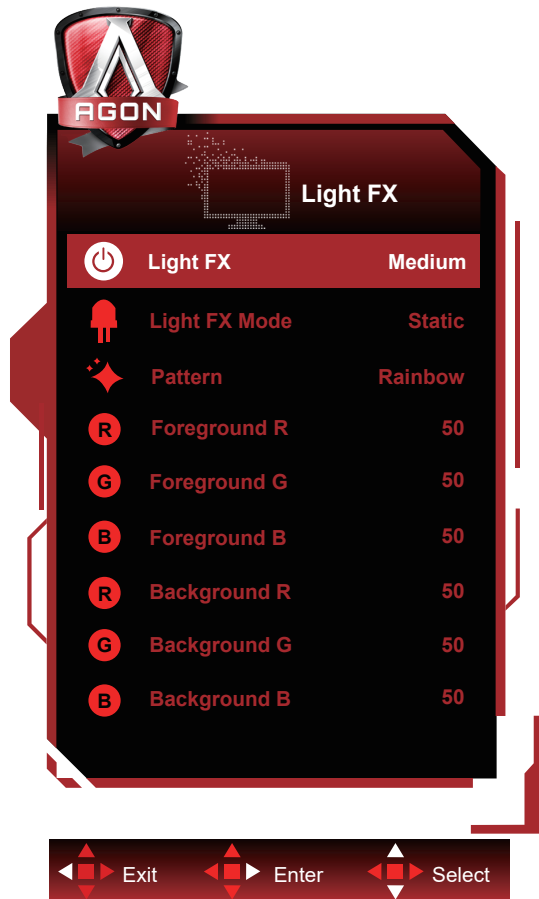 AGON
Light FX
Light FX Medium
Light FX Mode Static
Pattern Rainbow
R Foreground R 50
G Foreground G 50
B Foreground B 50
R Background R 50
G Background G 50
B Background B 50
Exit Enter Select